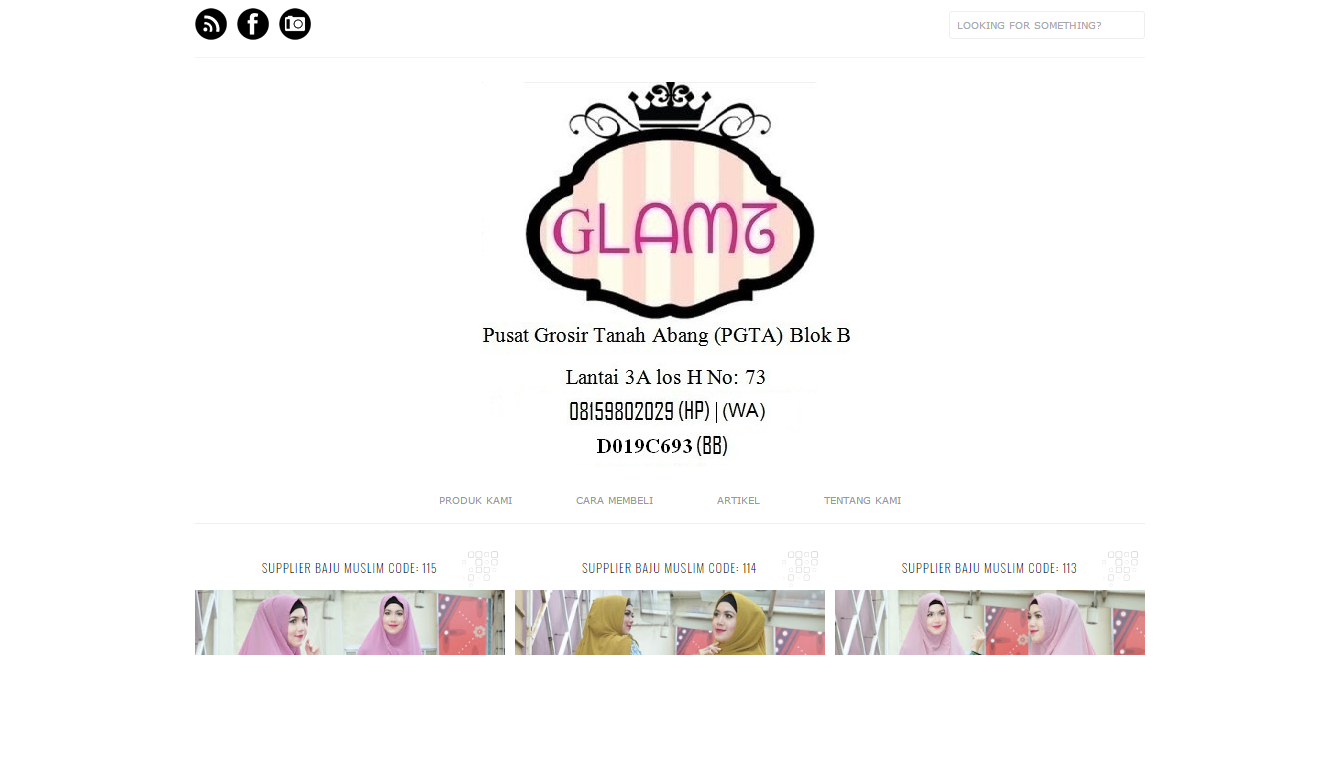 LOOKING FOR SOMETHING?
GLAMZ
Pusat Grosir Tanah Abang (PGTA) Blok B
Lantai 3A los H No: 73
08159802029 (HP) | (WA)
D019C693 (BB)
PRODUK KAMI CARA MEMBELI ARTIKEL TENTANG KAMI
SUPPLIER BAJU MUSLIM CODE: 115
SUPPLIER BAJU MUSLIM CODE: 114
SUPPLIER BAJU MUSLIM CODE: 113